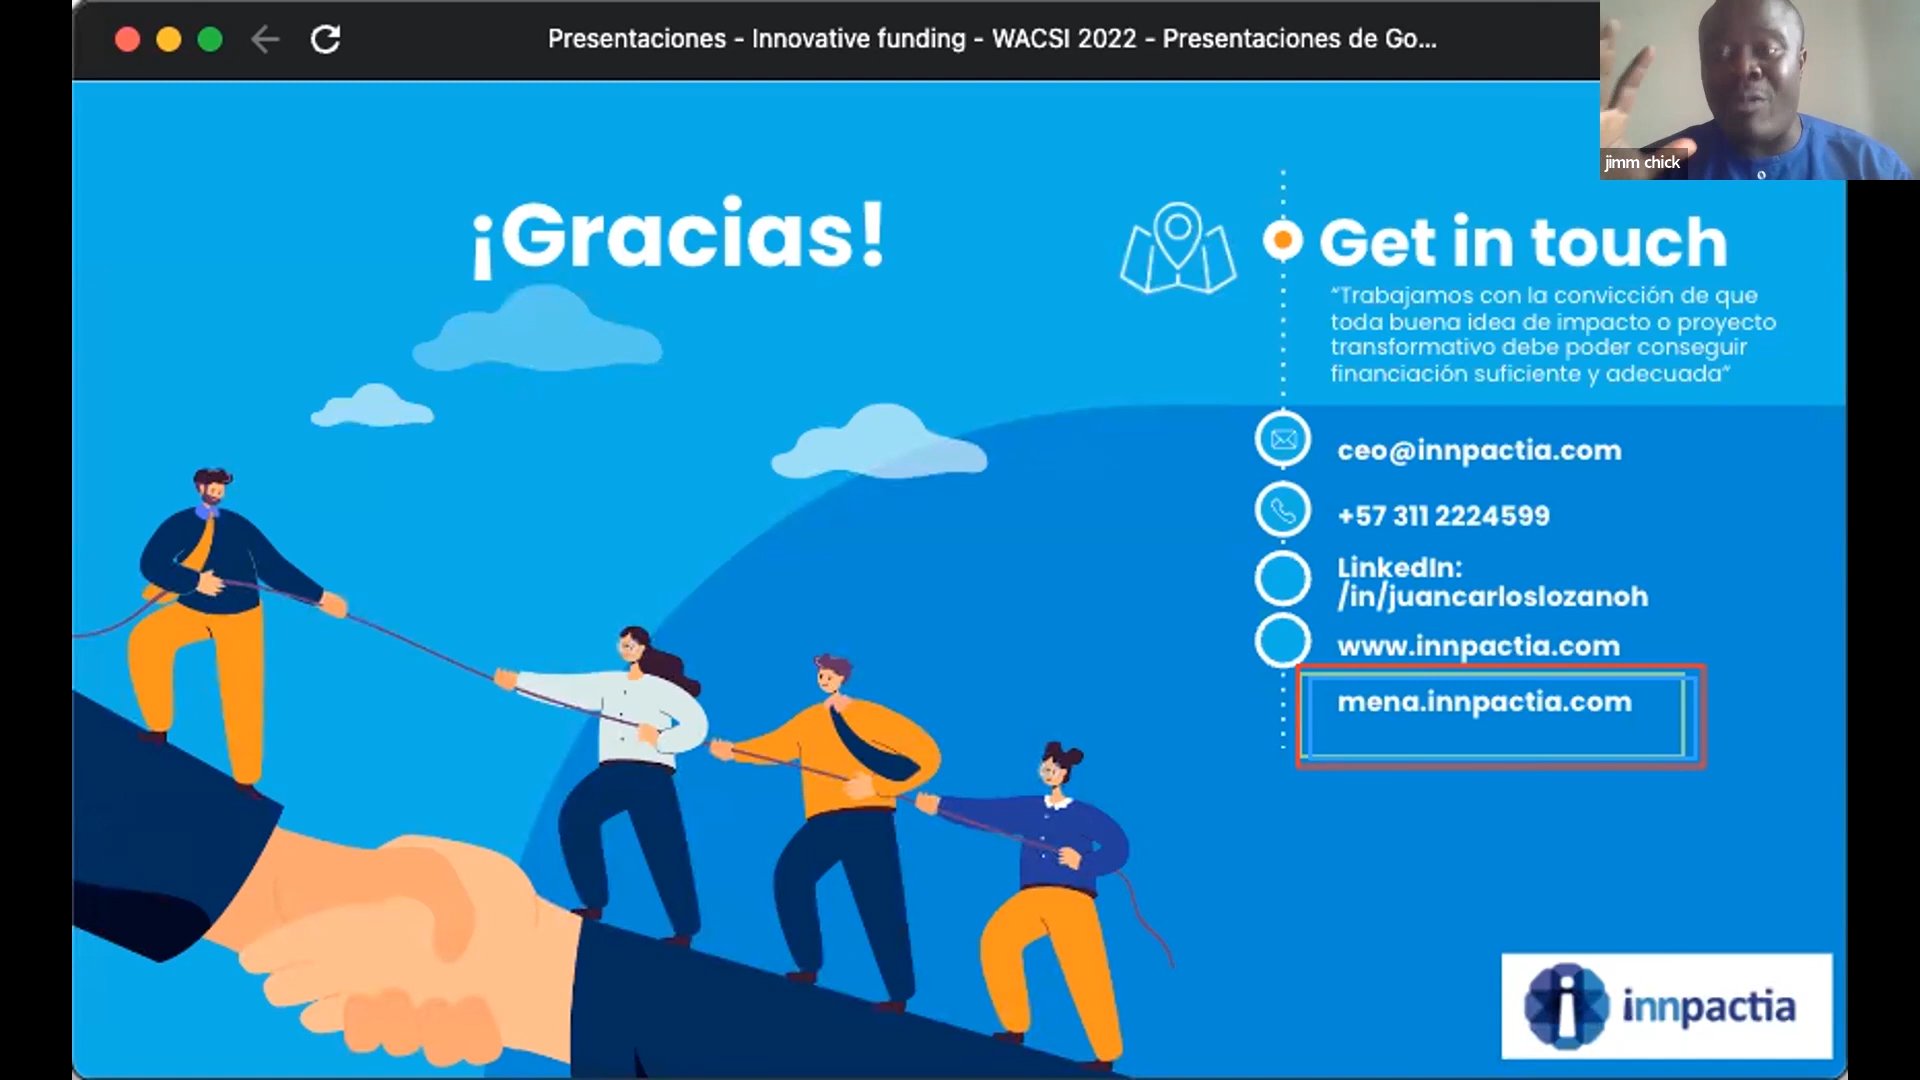 Presentaciones - Innovative funding - WACSI 2022 - Presentaciones de Go...
jimm chick
¡Gracias!
Get in touch
“Trabajamos con la convicción de que
toda buena idea de impacto o proyecto
transformativo debe poder conseguir
financiación suficiente y adecuada“
ceo@innpactia.com
+57 311 2224599
LinkedIn:
/in/juancarloslozanoh
www.innpactia.com
mena.innpactia.com
innpactia